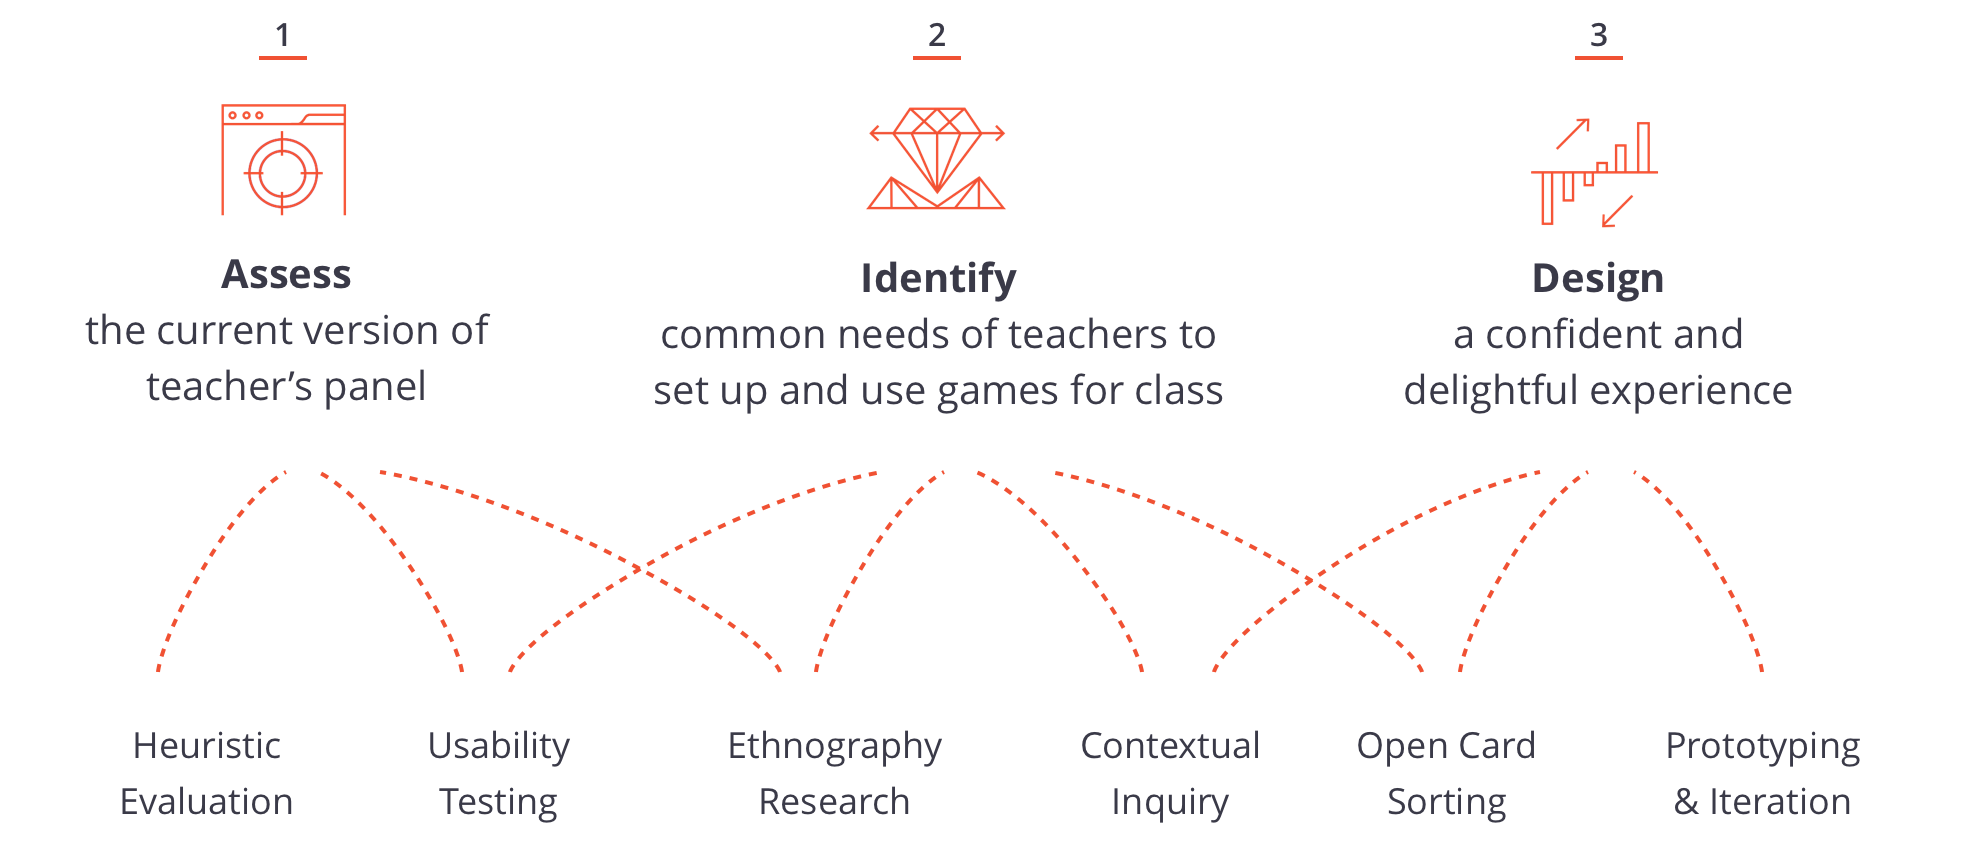 1
Assess
the current version of
teacher’s panel
2
Identify
common needs of teachers to
set up and use games for class
3
Design
a confident and
delightful experience
Heuristic
Evaluation
Usability
Testing
Ethnography
Research
Contextual
Inquiry
Open Card
Sorting
Prototyping
& Iteration